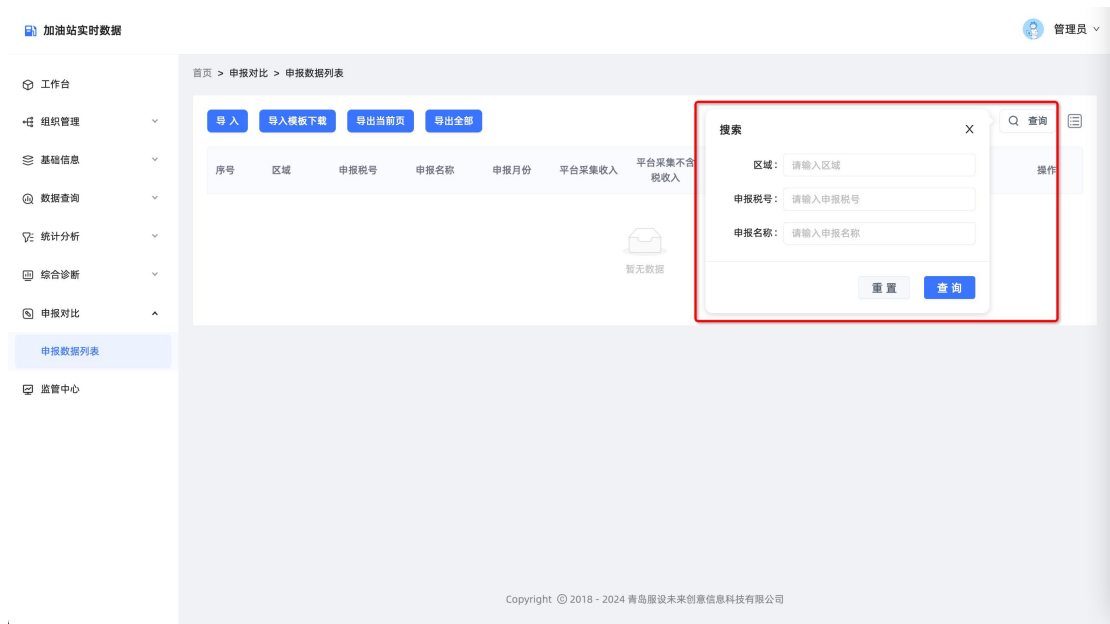 加油站实时数据
管理员
工作台
组织管理
基础信息
数据查询
统计分析
综合诊断
申报对比
申报数据列表
监管中心
首页 > 申报对比 > 申报数据列表
导 入 导入模板下载 导出当前页 导出全部
查询
序号 区域 申报税号 申报名称 申报月份 平台采集收入 平台采集不含
税收入
操作
暂无数据
搜索 X
区域: 请输入区域
申报税号: 请输入申报税号
申报名称: 请输入申报名称
重 置 查 询
Copyright © 2018 - 2024 青岛服设未来创意信息科技有限公司